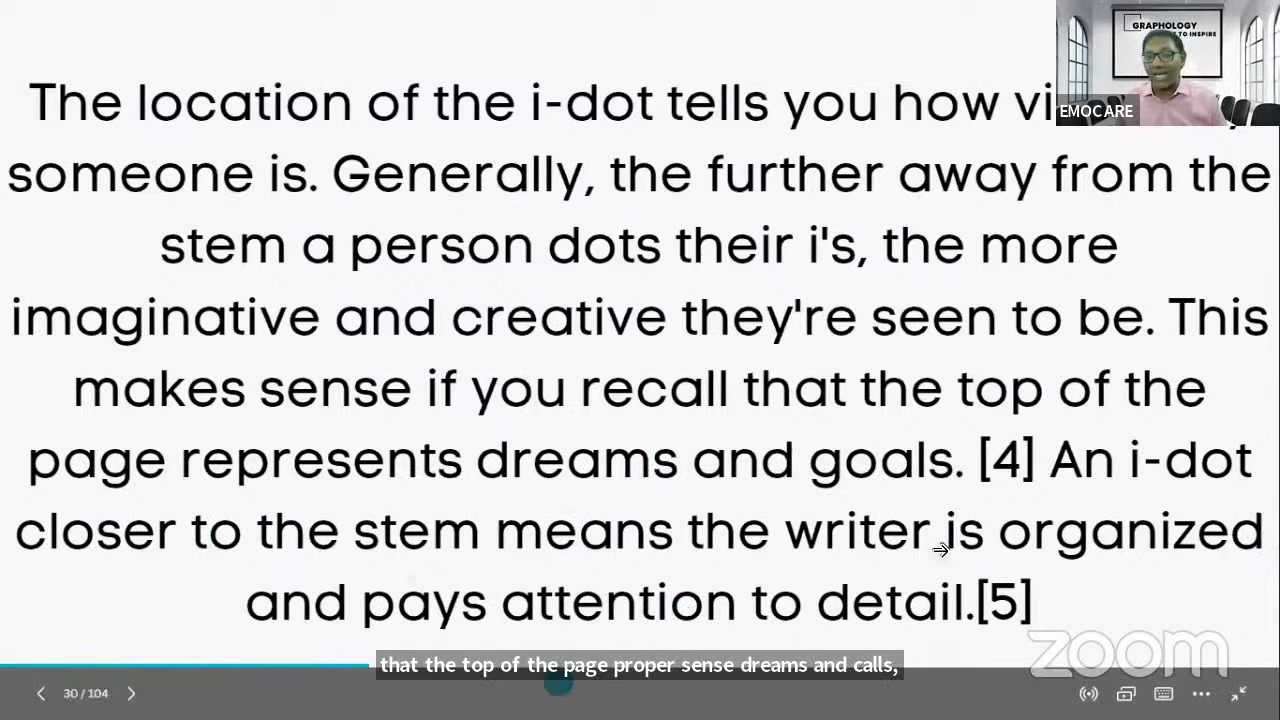 GRAPHOLOGY
TO INSPIRE
EMOCARE
The location of the i-dot tells you how
someone is. Generally, the further away from the
stem a person dots their i's, the more
imaginative and creative they're seen to be. This
makes sense if you recall that the top of the
page represents dreams and goals. [4] An i-dot
closer to the stem means the writer is organized
and pays attention to detail.[5]
zoom
that the top of the page proper sense dreams and calls,
30 / 104